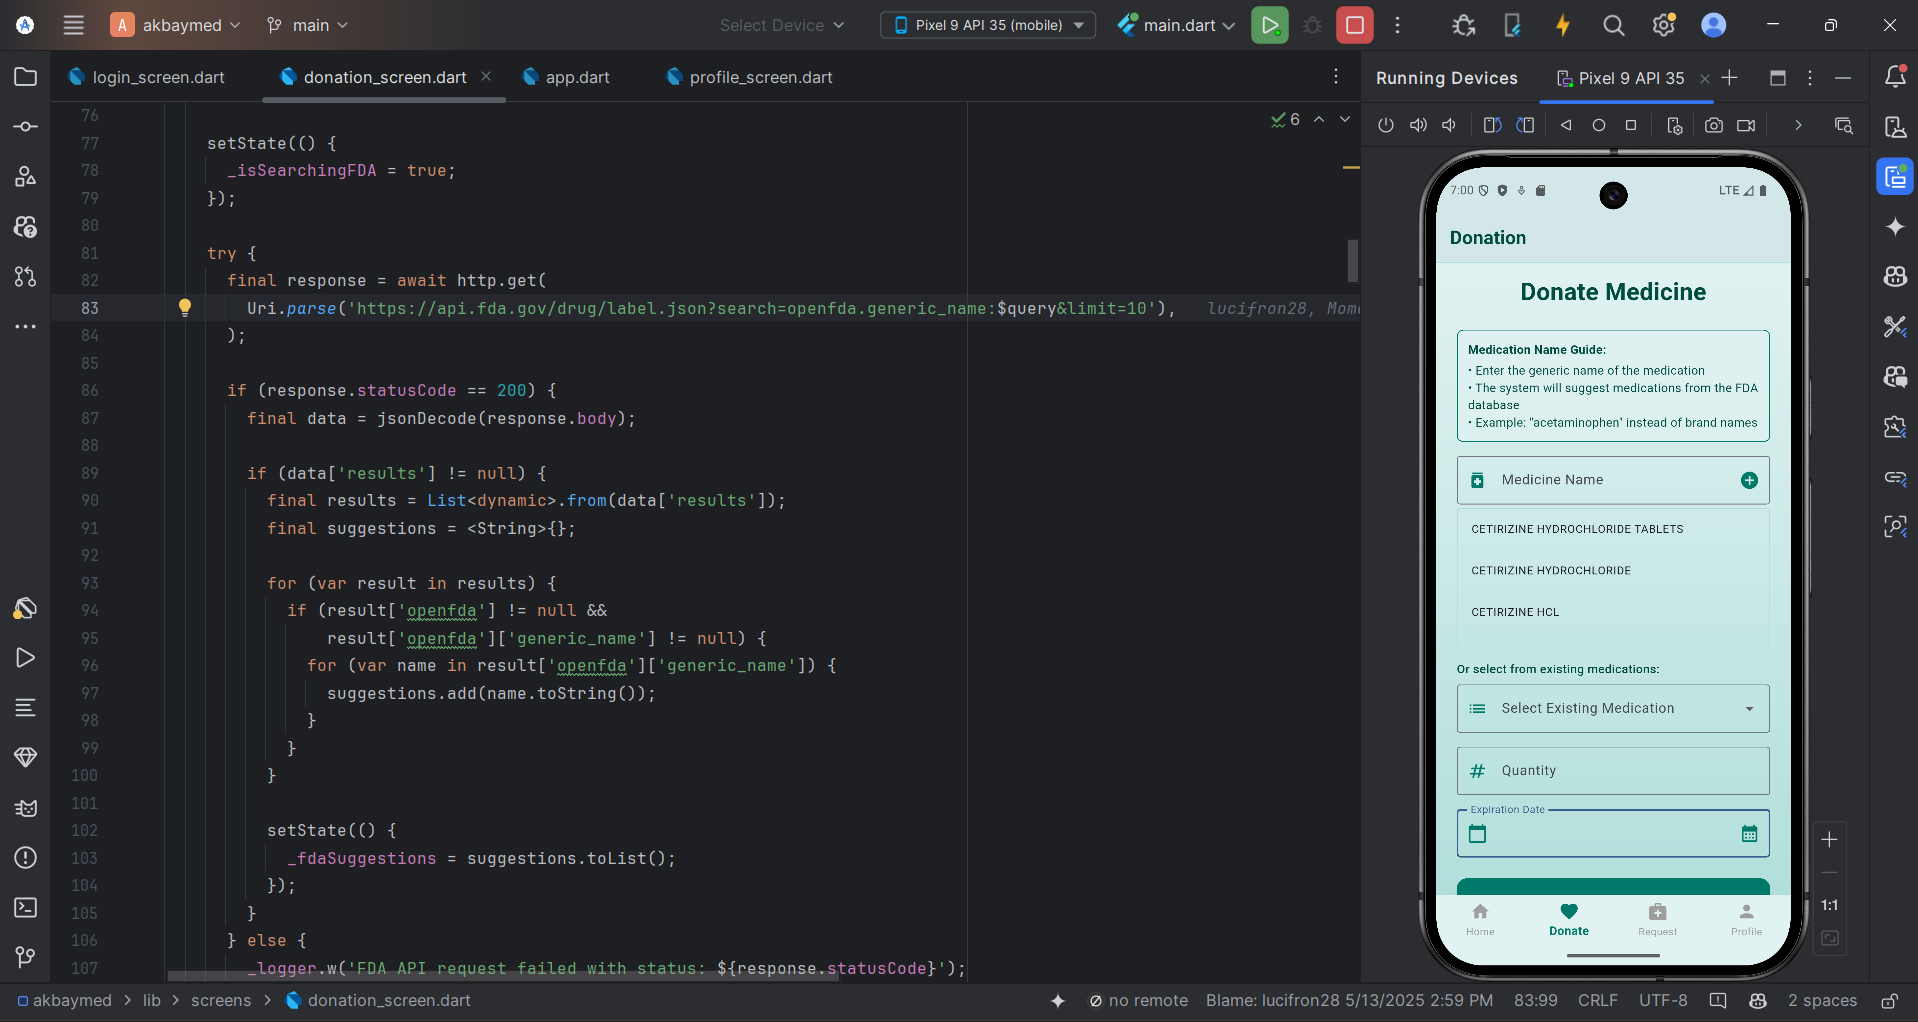 A akbaymed main Select Device Pixel 9 API 35 (mobile) main.dart
login_screen.dart donation_screen.dart app.dart profile_screen.dart
6
76
77 setState(() {
78 _isSearchingFDA = true;
79 });
80
81 try {
82 final response = await http.get(
83 Uri.parse('https://api.fda.gov/drug/label.json?search=openfda.generic_name:$query&limit=10'), lucifron28,
84 );
85
86 if (response.statusCode == 200) {
87 final data = jsonDecode(response.body);
88
89 if (data['results'] != null) {
90 final results = List<dynamic>.from(data['results']);
91 final suggestions = <String>{};
92
93 for (var result in results) {
94 if (result['openfda'] != null &&
95 result['openfda']['generic_name'] != null) {
96 for (var name in result['openfda']['generic_name']) {
97 suggestions.add(name.toString());
98 }
99 }
100 }
101
102 setState(() {
103 _fdaSuggestions = suggestions.toList();
104 });
105 }
106 } else {
107 _logger.w('FDA API request failed with status: ${response.statusCode}');
Running Devices Pixel 9 API 35
7:00 LTE
Donation
Donate Medicine
Medication Name Guide:
• Enter the generic name of the medication
• The system will suggest medications from the FDA
database
• Example: "acetaminophen" instead of brand names
Medicine Name
CETIRIZINE HYDROCHLORIDE TABLETS
CETIRIZINE HYDROCHLORIDE
CETIRIZINE HCL
Or select from existing medications:
Select Existing Medication
# Quantity
Expiration Date
Home Donate Request Profile
1:1
akbaymed > lib > screens > donation_screen.dart no remote Blame: lucifron28 5/13/2025 2:59 PM 83:99 CRLF UTF-8 2 spaces